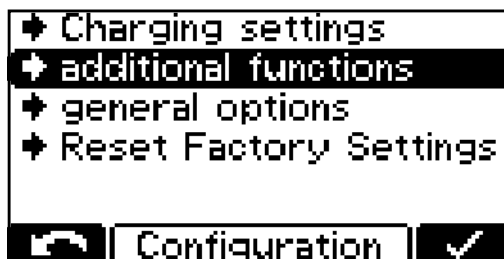 Charging settings
additional functions
general options
Reset Factory Settings
Configuration